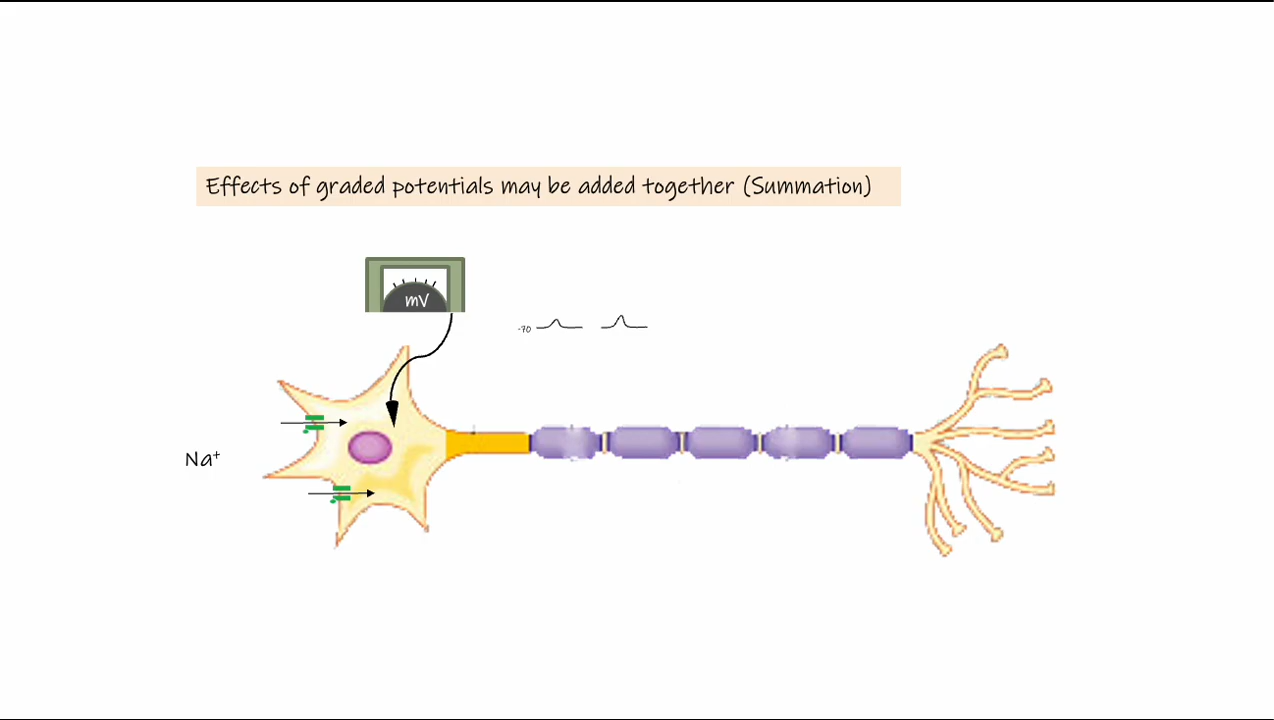 Effects of graded potentials may be added together (Summation)
mV
-70
Na⁺